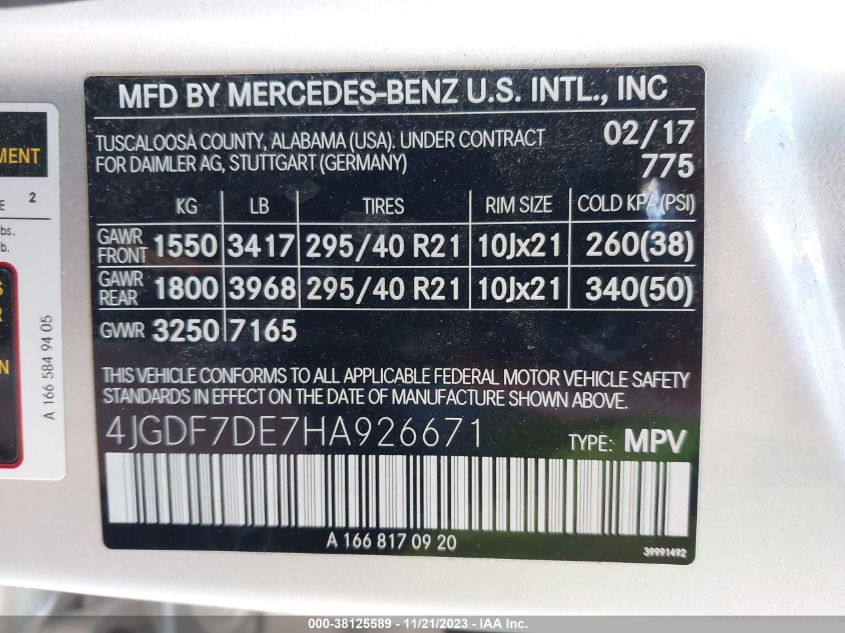 MFD BY MERCEDES-BENZ U.S. INTL., INC
TUSCALOOSA COUNTY, ALABAMA (USA). UNDER CONTRACT
FOR DAIMLER AG, STUTTGART (GERMANY)
02/17
775
KG LB TIRES RIM SIZE COLD KPA(PSI)
GAWR FRONT 1550 3417 295/40 R21 10Jx21 260(38)
GAWR REAR 1800 3968 295/40 R21 10Jx21 340(50)
GVWR 3250 7165
THIS VEHICLE CONFORMS TO ALL APPLICABLE FEDERAL MOTOR VEHICLE SAFETY
STANDARDS IN EFFECT ON THE DATE OF MANUFACTURE SHOWN ABOVE.
4JGDF7DE7HA926671 TYPE: MPV
A 166 817 09 20
39991492
2
lbs.
lb.
A 166 584 94 05
000-38125589 - 11/21/2023 - IAA Inc.